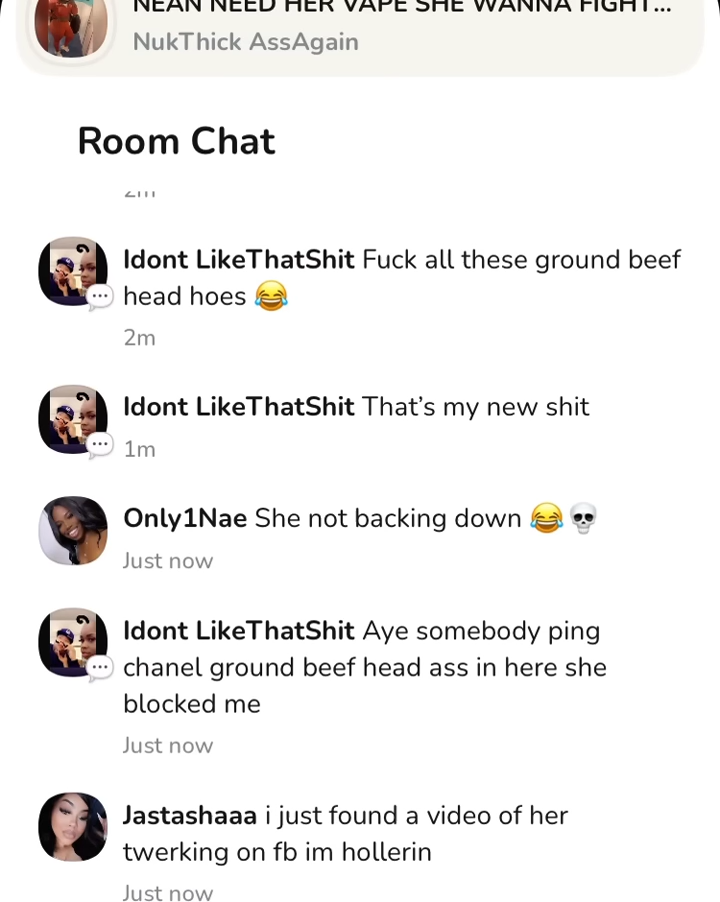 NEAN NEED HER VAPE SHE WANNA FIGHT...
NukThick AssAgain
Room Chat
2m
Idont LikeThatShit Fuck all these ground beef
head hoes 😂
2m
Idont LikeThatShit That’s my new shit
1m
Only1Nae She not backing down 😂💀
Just now
Idont LikeThatShit Aye somebody ping
chanel ground beef head ass in here she
blocked me
Just now
Jastashaaa i just found a video of her
twerking on fb im hollerin
Just now